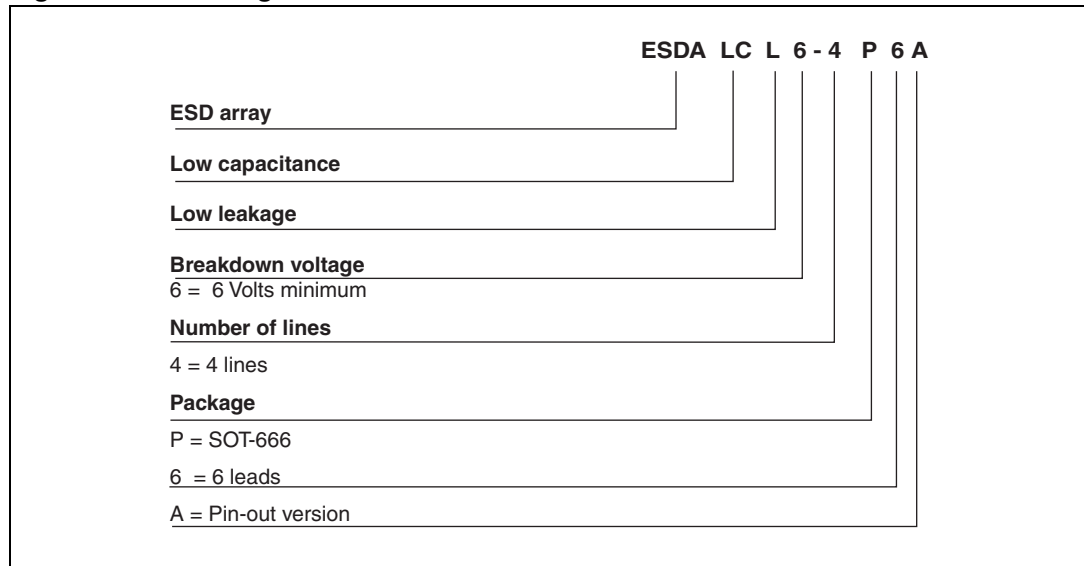 ESDA LC L 6 - 4 P 6 A
ESD array
Low capacitance
Low leakage
Breakdown voltage
6 = 6 Volts minimum
Number of lines
4 = 4 lines
Package
P = SOT-666
6 = 6 leads
A = Pin-out version